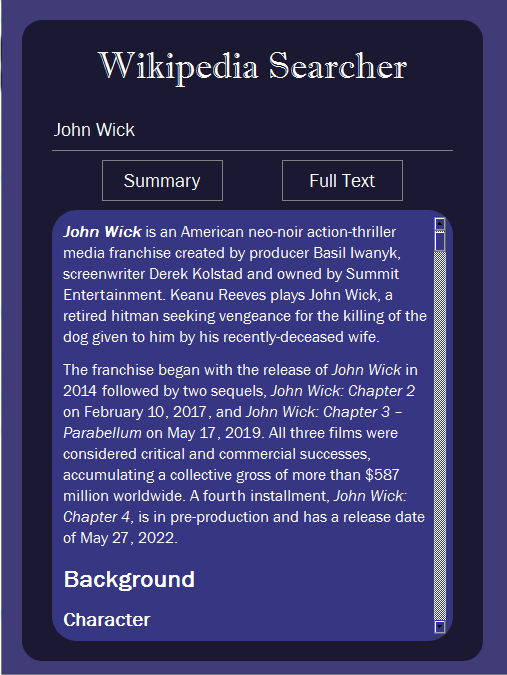 Wikipedia Searcher
John Wick
Summary
Full Text
John Wick is an American neo-noir action-thriller
media franchise created by producer Basil Iwanyk,
screenwriter Derek Kolstad and owned by Summit
Entertainment. Keanu Reeves plays John Wick, a
retired hitman seeking vengeance for the killing of the
dog given to him by his recently-deceased wife.
The franchise began with the release of John Wick in
2014 followed by two sequels, John Wick: Chapter 2
on February 10, 2017, and John Wick: Chapter 3 –
Parabellum on May 17, 2019. All three films were
considered critical and commercial successes,
accumulating a collective gross of more than $587
million worldwide. A fourth installment, John Wick:
Chapter 4, is in pre-production and has a release date
of May 27, 2022.
Background
Character